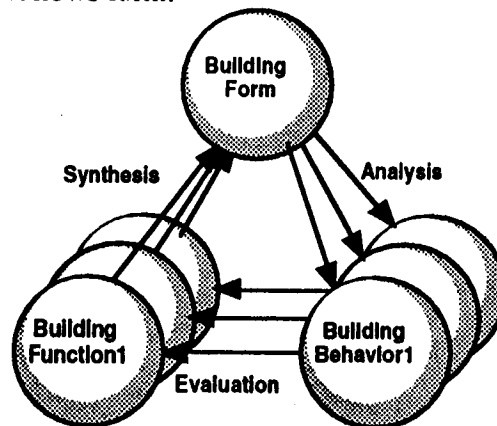 Building
Form
Synthesis
Analysis
Building
Function1
Building
Behavior1
Evaluation